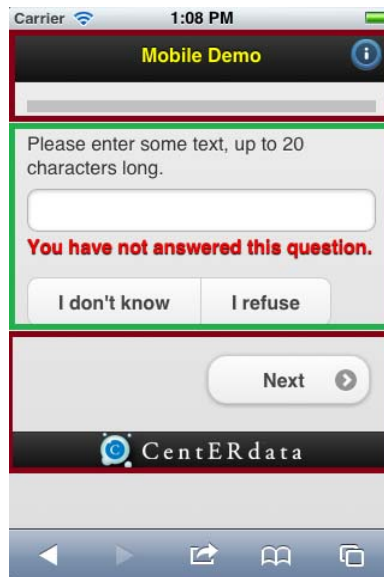 Carrier 1:08 PM
Mobile Demo
Please enter some text, up to 20
characters long.
You have not answered this question.
I don't know I refuse
Next
CentERdata